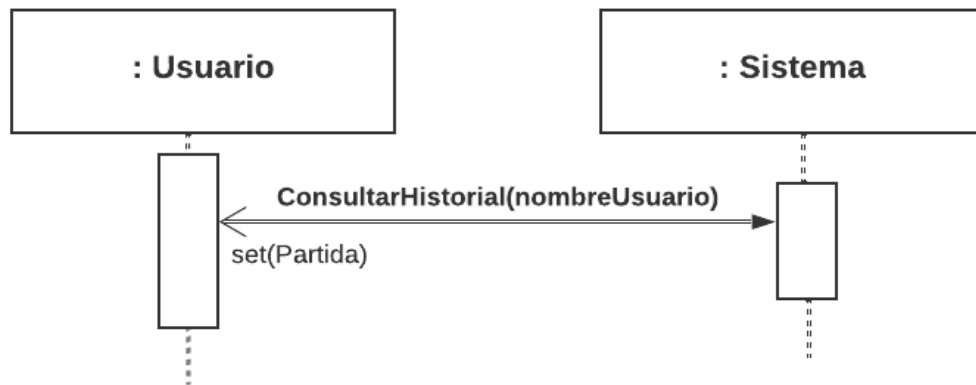 : Usuario
: Sistema
ConsultarHistorial(nombreUsuario)
set(Partida)